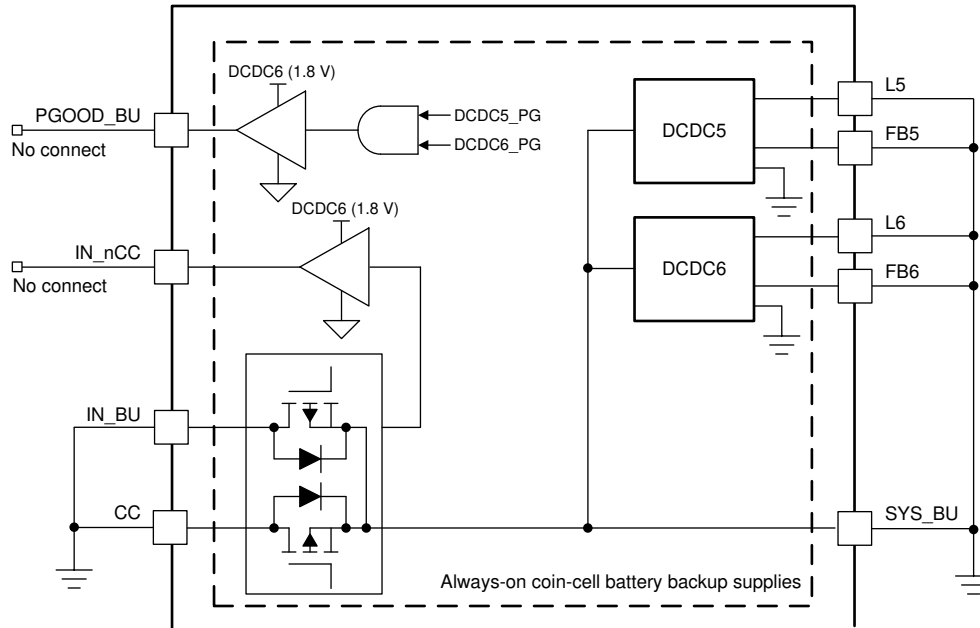 DCDC6 (1.8 V)
PGOOD_BU
No connect
DCDC5_PG
DCDC6_PG
DCDC5
L5
FB5
DCDC6 (1.8 V)
IN_nCC
No connect
DCDC6
L6
FB6
IN_BU
CC
SYS_BU
Always-on coin-cell battery backup supplies